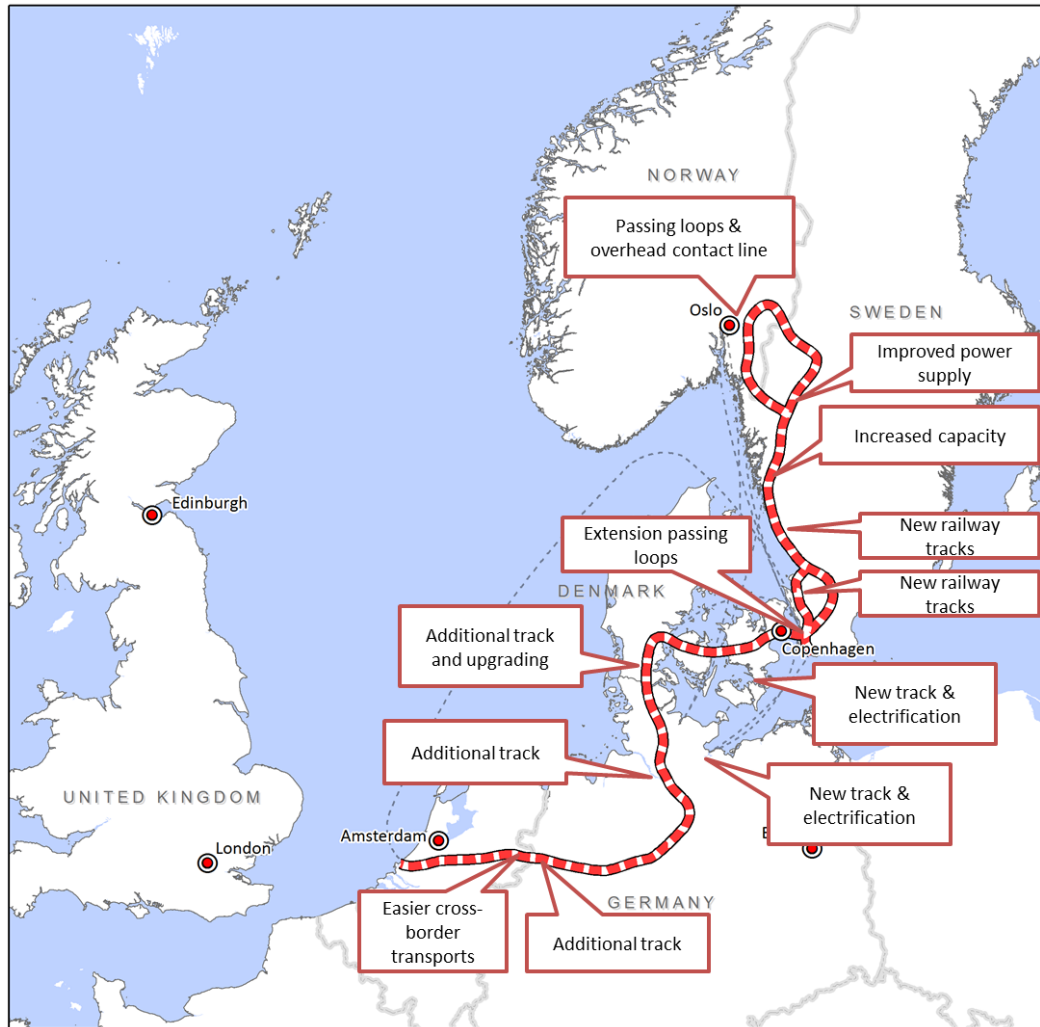 NORWAY
Passing loops &
overhead contact line
Oslo
SWEDEN
Improved power
supply
Increased capacity
Edinburgh
Extension passing
loops
New railway
tracks
DENMARK
New railway
tracks
Additional track
and upgrading
Copenhagen
New track &
electrification
Additional track
UNITED KINGDOM
New track &
electrification
Amsterdam
London
Easier cross-
border
transports
GERMANY
Additional track